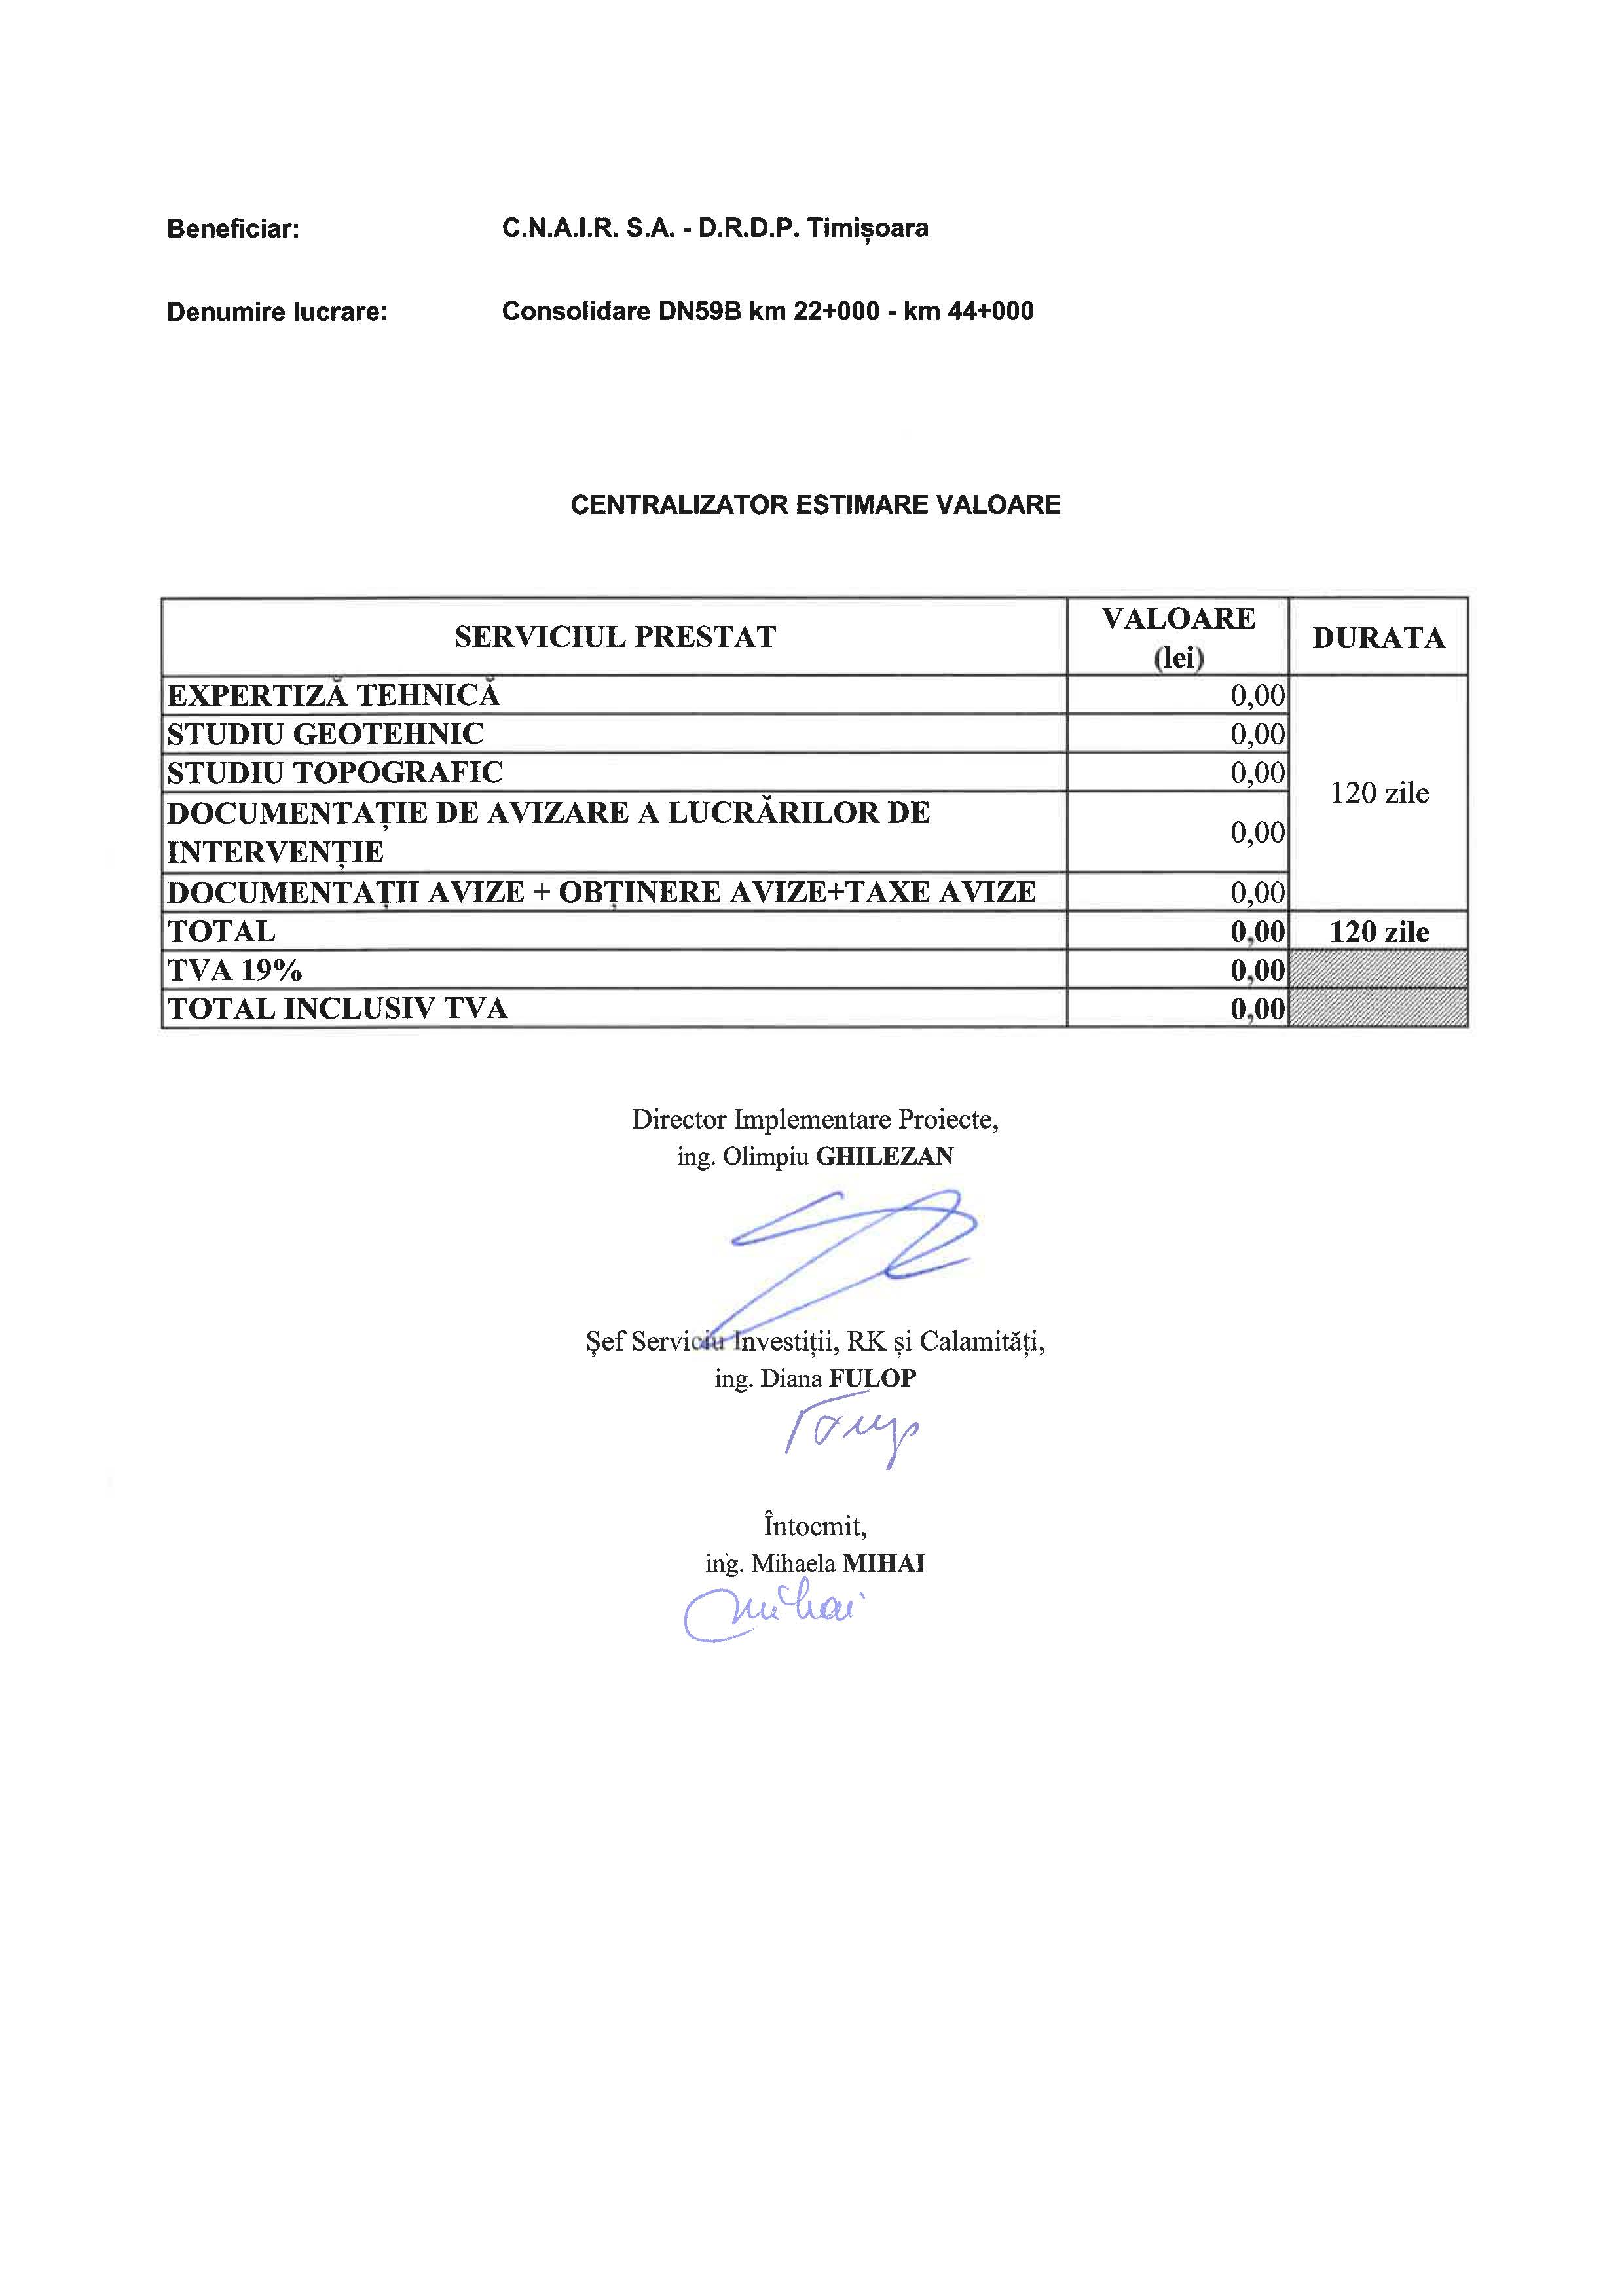 Beneficiar: C.N.A.I.R. S.A. - D.R.D.P. Timișoara
Denumire lucrare: Consolidare DN59B km 22+000 - km 44+000
CENTRALIZATOR ESTIMARE VALOARE
SERVICIUL PRESTAT VALOARE (lei) DURATA
EXPERTIZĂ TEHNICĂ 0,00
STUDIU GEOTEHNIC 0,00
STUDIU TOPOGRAFIC 0,00
120 zile
DOCUMENTAȚIE DE AVIZARE A LUCRĂRILOR DE
INTERVENȚIE 0,00
DOCUMENTAȚII AVIZE + OBȚINERE AVIZE+TAXE AVIZE 0,00
TOTAL 0,00 120 zile
TVA 19% 0,00
TOTAL INCLUSIV TVA 0,00
Director Implementare Proiecte,
ing. Olimpiu GHILEZAN
Șef Serviciu Investiții, RK și Calamități,
ing. Diana FULOP
Întocmit,
ing. Mihaela MIHAI
Mihai